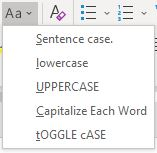 Aa
Sentence case.
lowercase
UPPERCASE
Capitalize Each Word
tOGGLE cASE